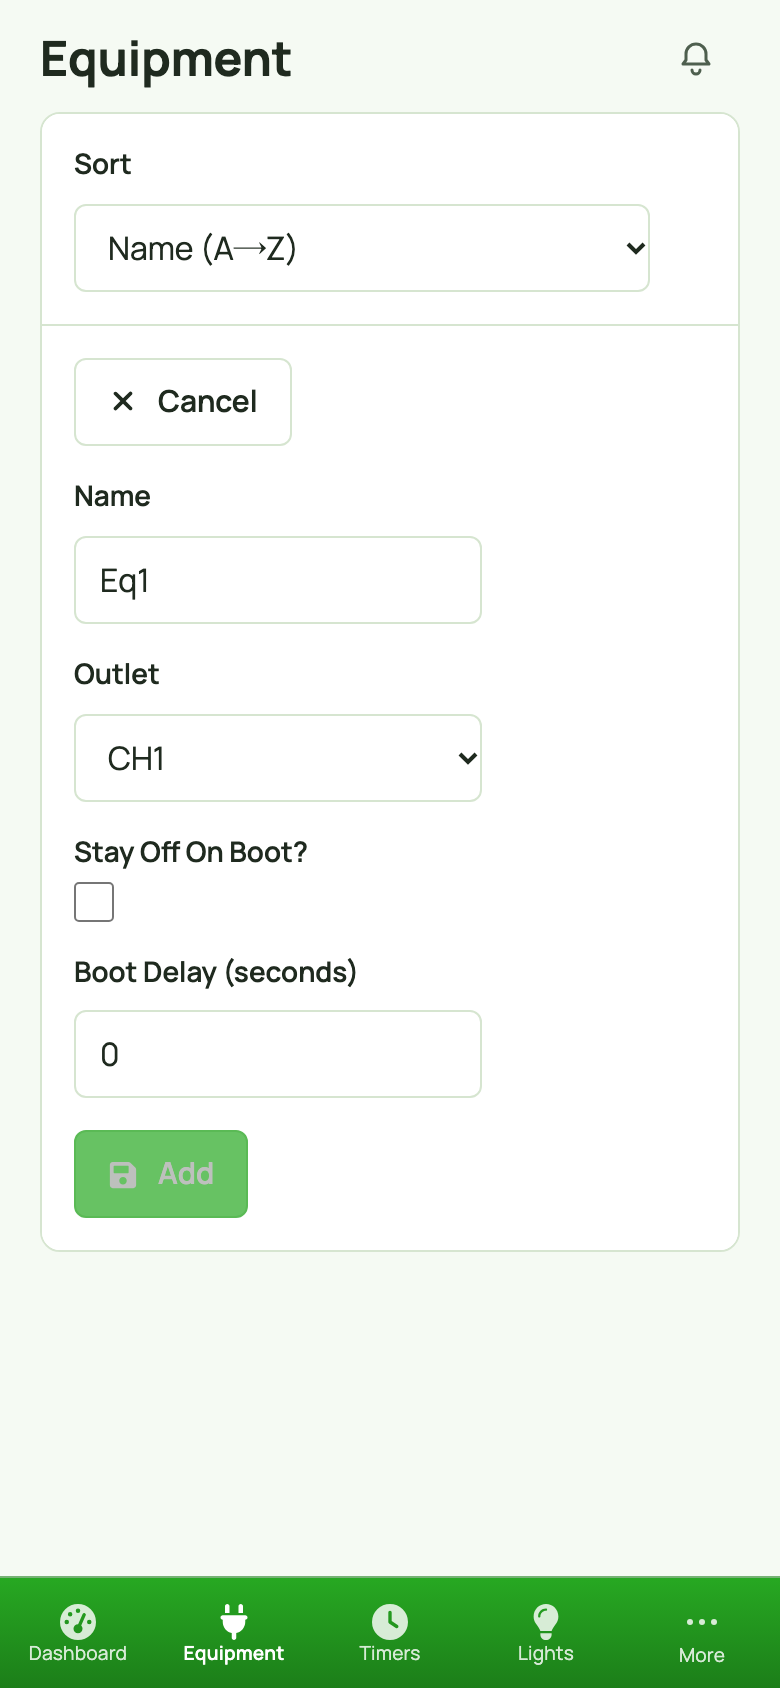 Equipment
Sort
Name (A→Z)
Cancel
Name
Eq1
Outlet
CH1
Stay Off On Boot?
Boot Delay (seconds)
0
Add
Dashboard
Equipment
Timers
Lights
More